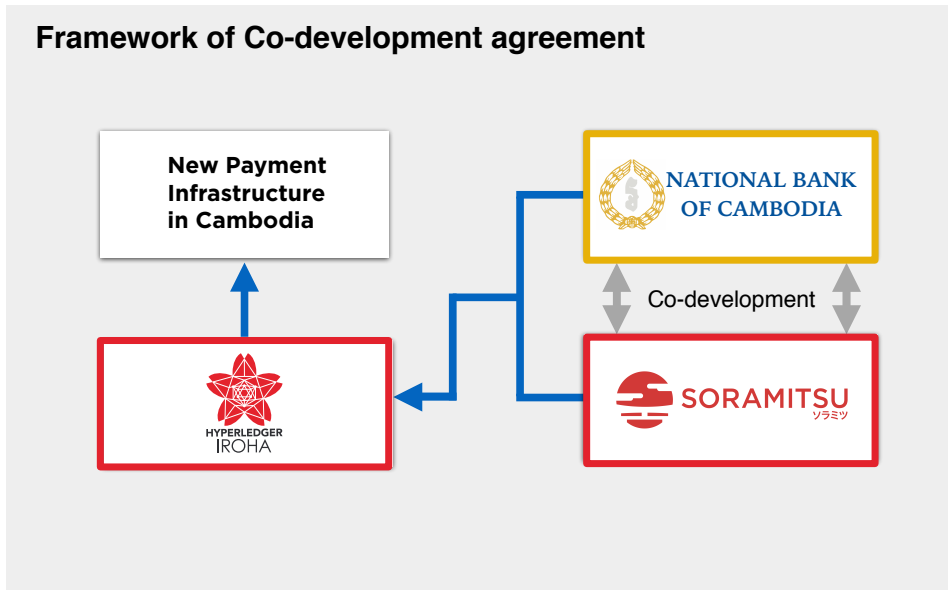 Framework of Co-development agreement
New Payment
Infrastructure
in Cambodia
NATIONAL BANK
OF CAMBODIA
Co-development
HYPERLEDGER
IROHA
SORAMITSU
ソラミツ